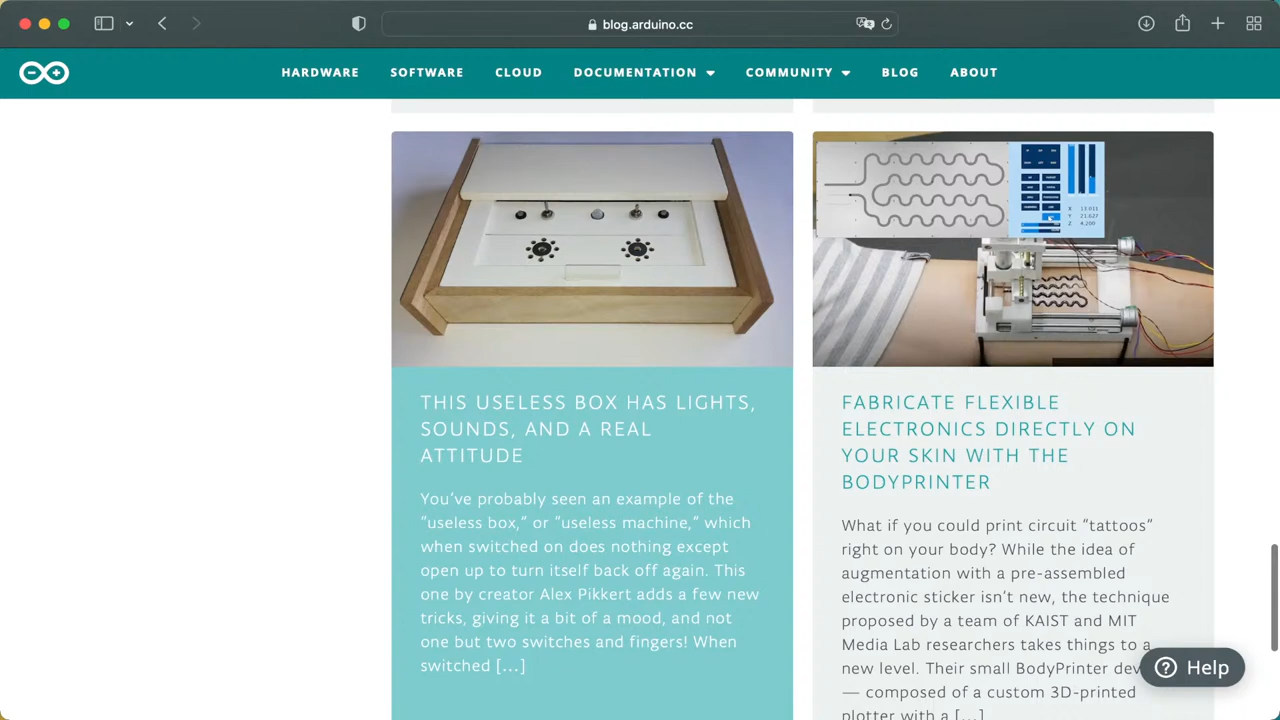 blog.arduino.cc
HARDWARE
SOFTWARE
CLOUD
DOCUMENTATION
COMMUNITY
BLOG
ABOUT
THIS USELESS BOX HAS LIGHTS,
SOUNDS, AND A REAL
ATTITUDE
You’ve probably seen an example of the
“useless box,” or “useless machine,” which
when switched on does nothing except
open up to turn itself back off again. This
one by creator Alex Pikkert adds a few new
tricks, giving it a bit of a mood, and not
one but two switches and fingers! When
switched [...]
X 13.011
Y 21.627
Z 4.200
FABRICATE FLEXIBLE
ELECTRONICS DIRECTLY ON
YOUR SKIN WITH THE
BODYPRINTER
What if you could print circuit “tattoos”
right on your body? While the idea of
augmentation with a pre-assembled
electronic sticker isn’t new, the technique
proposed by a team of KAIST and MIT
Media Lab researchers takes things to a
new level. Their small BodyPrinter
— composed of a custom 3D-printed
plotter with a [...]
Help